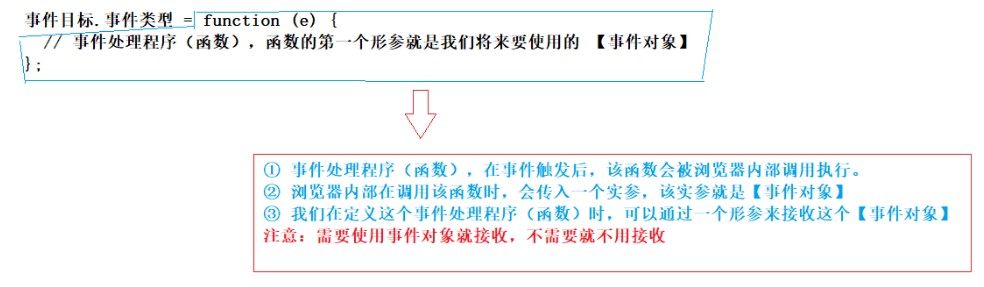 事件目标.事件类型 = function (e) {
// 事件处理程序（函数），函数的第一个形参就是我们将来要使用的 【事件对象】
};
① 事件处理程序（函数），在事件触发后，该函数会被浏览器内部调用执行。
② 浏览器内部在调用该函数时，会传入一个实参，该实参就是【事件对象】
③ 我们在定义这个事件处理程序（函数）时，可以通过一个形参来接收这个【事件对象】
注意：需要使用事件对象就接收，不需要就不用接收